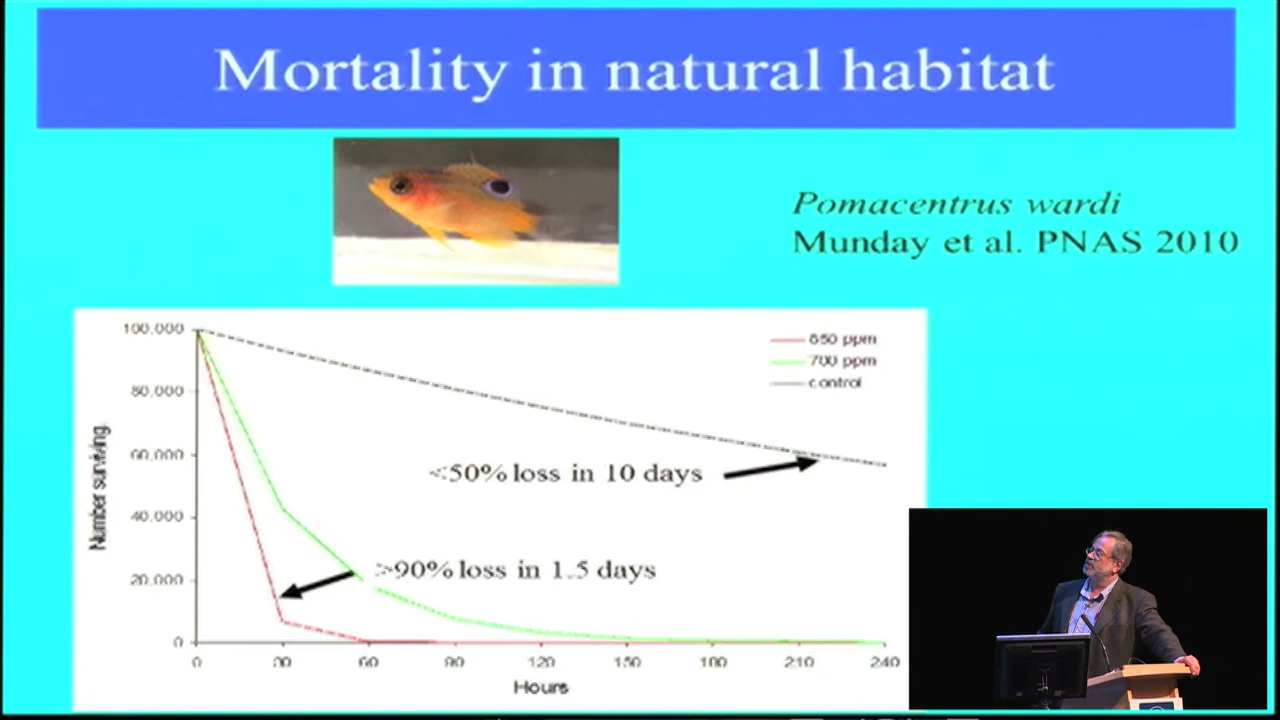 Mortality in natural habitat
Pomacentrus wardi
Munday et al. PNAS 2010
100.000
80.000
60.000
40.000
20.000
0
Number surviving.
850 ppm
700 ppm
control
<50% loss in 10 days
>90% loss in 1.5 days
0 30 60 90 120 150 180 210 240
Hours